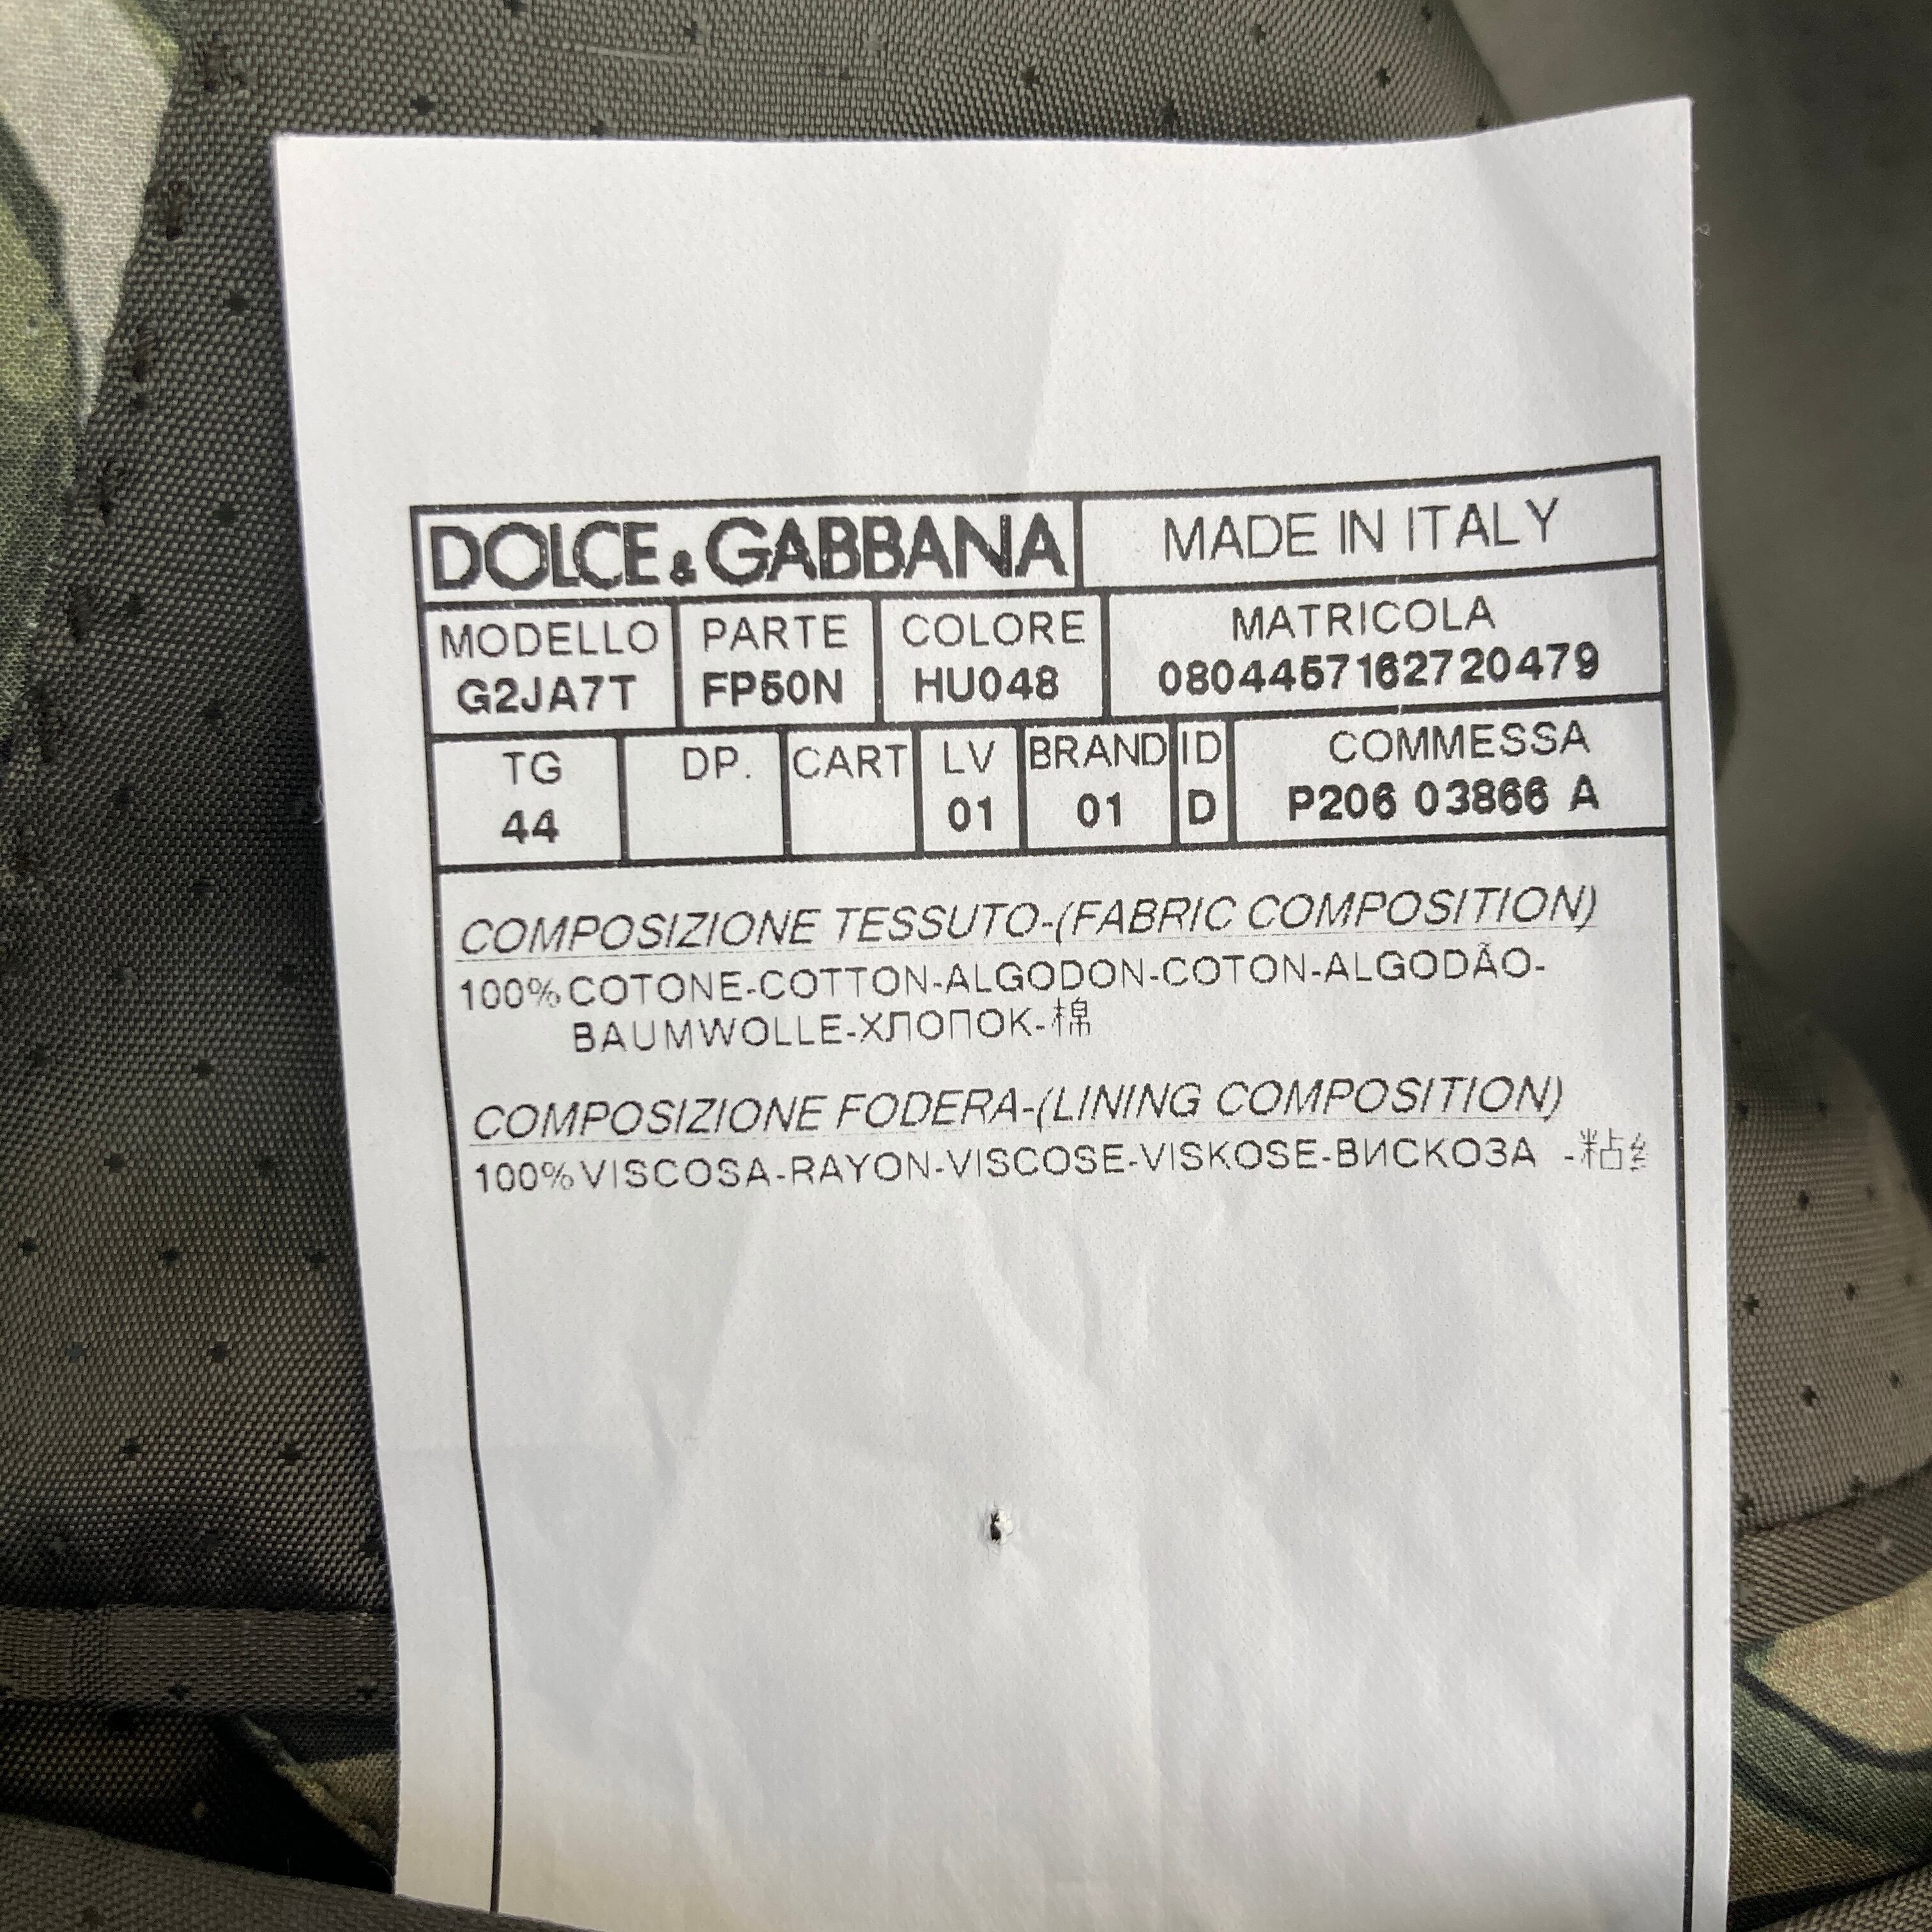 DOLCE&GABBANA MADE IN ITALY
MODELLO PARTE COLORE MATRICOLA
G2JA7T FP50N HU048 0804457162720479
TG DP. CART LV BRAND ID COMMESSA
44 01 01 D P206 03866 A
COMPOSIZIONE TESSUTO-(FABRIC COMPOSITION)
100% COTONE-COTTON-ALGODON-COTON-ALGODÃO-
BAUMWOLLE-ХЛОПОК-棉
COMPOSIZIONE FODERA-(LINING COMPOSITION)
100% VISCOSA-RAYON-VISCOSE-VISKOSE-ВИСКОЗА -粘